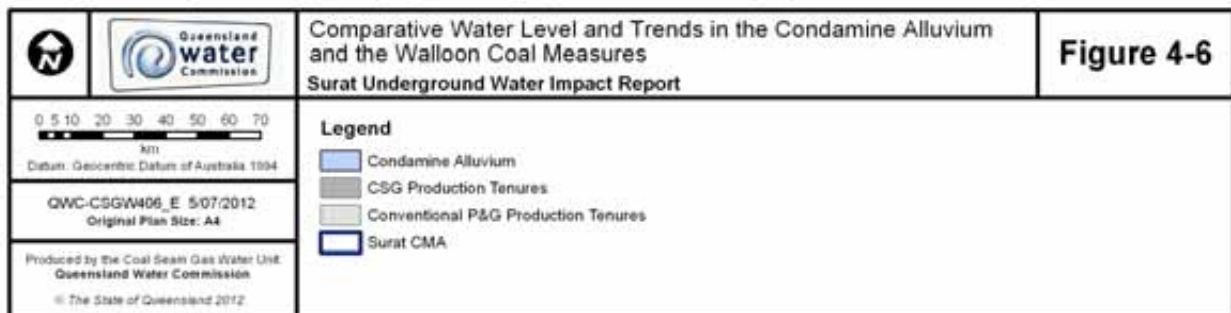 N
Queensland
water
Commission
Comparative Water Level and Trends in the Condamine Alluvium
and the Walloon Coal Measures
Surat Underground Water Impact Report
Figure 4-6
0 5 10 20 30 40 50 60 70
km
Datum: Geocentric Datum of Australia 1994
QWC-CSGW406_E 5/07/2012
Original Plan Size: A4
Produced by the Coal Seam Gas Water Unit
Queensland Water Commission
© The State of Queensland 2012
Legend
Condamine Alluvium
CSG Production Tenures
Conventional P&G Production Tenures
Surat CMA